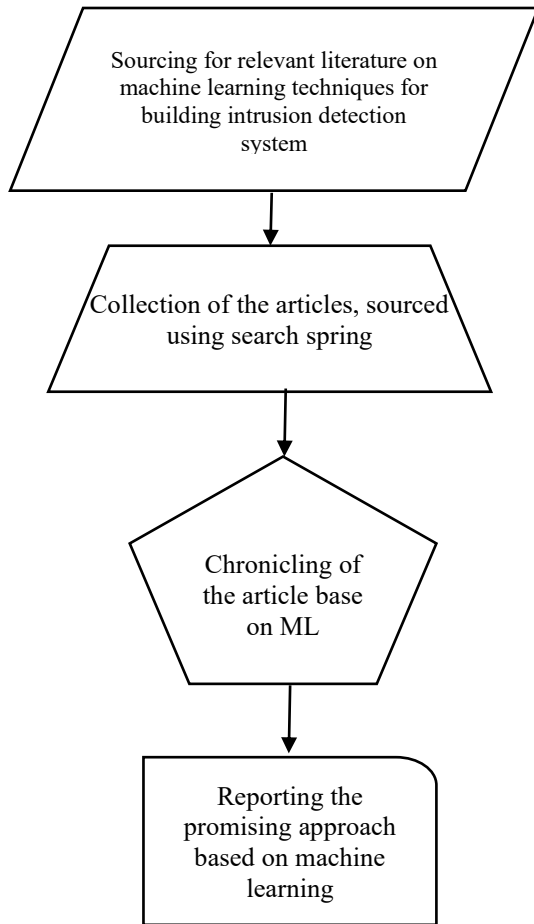 Sourcing for relevant literature on
machine learning techniques for
building intrusion detection
system
Collection of the articles, sourced
using search spring
Chronicling of
the article base
on ML
Reporting the
promising approach
based on machine
learning